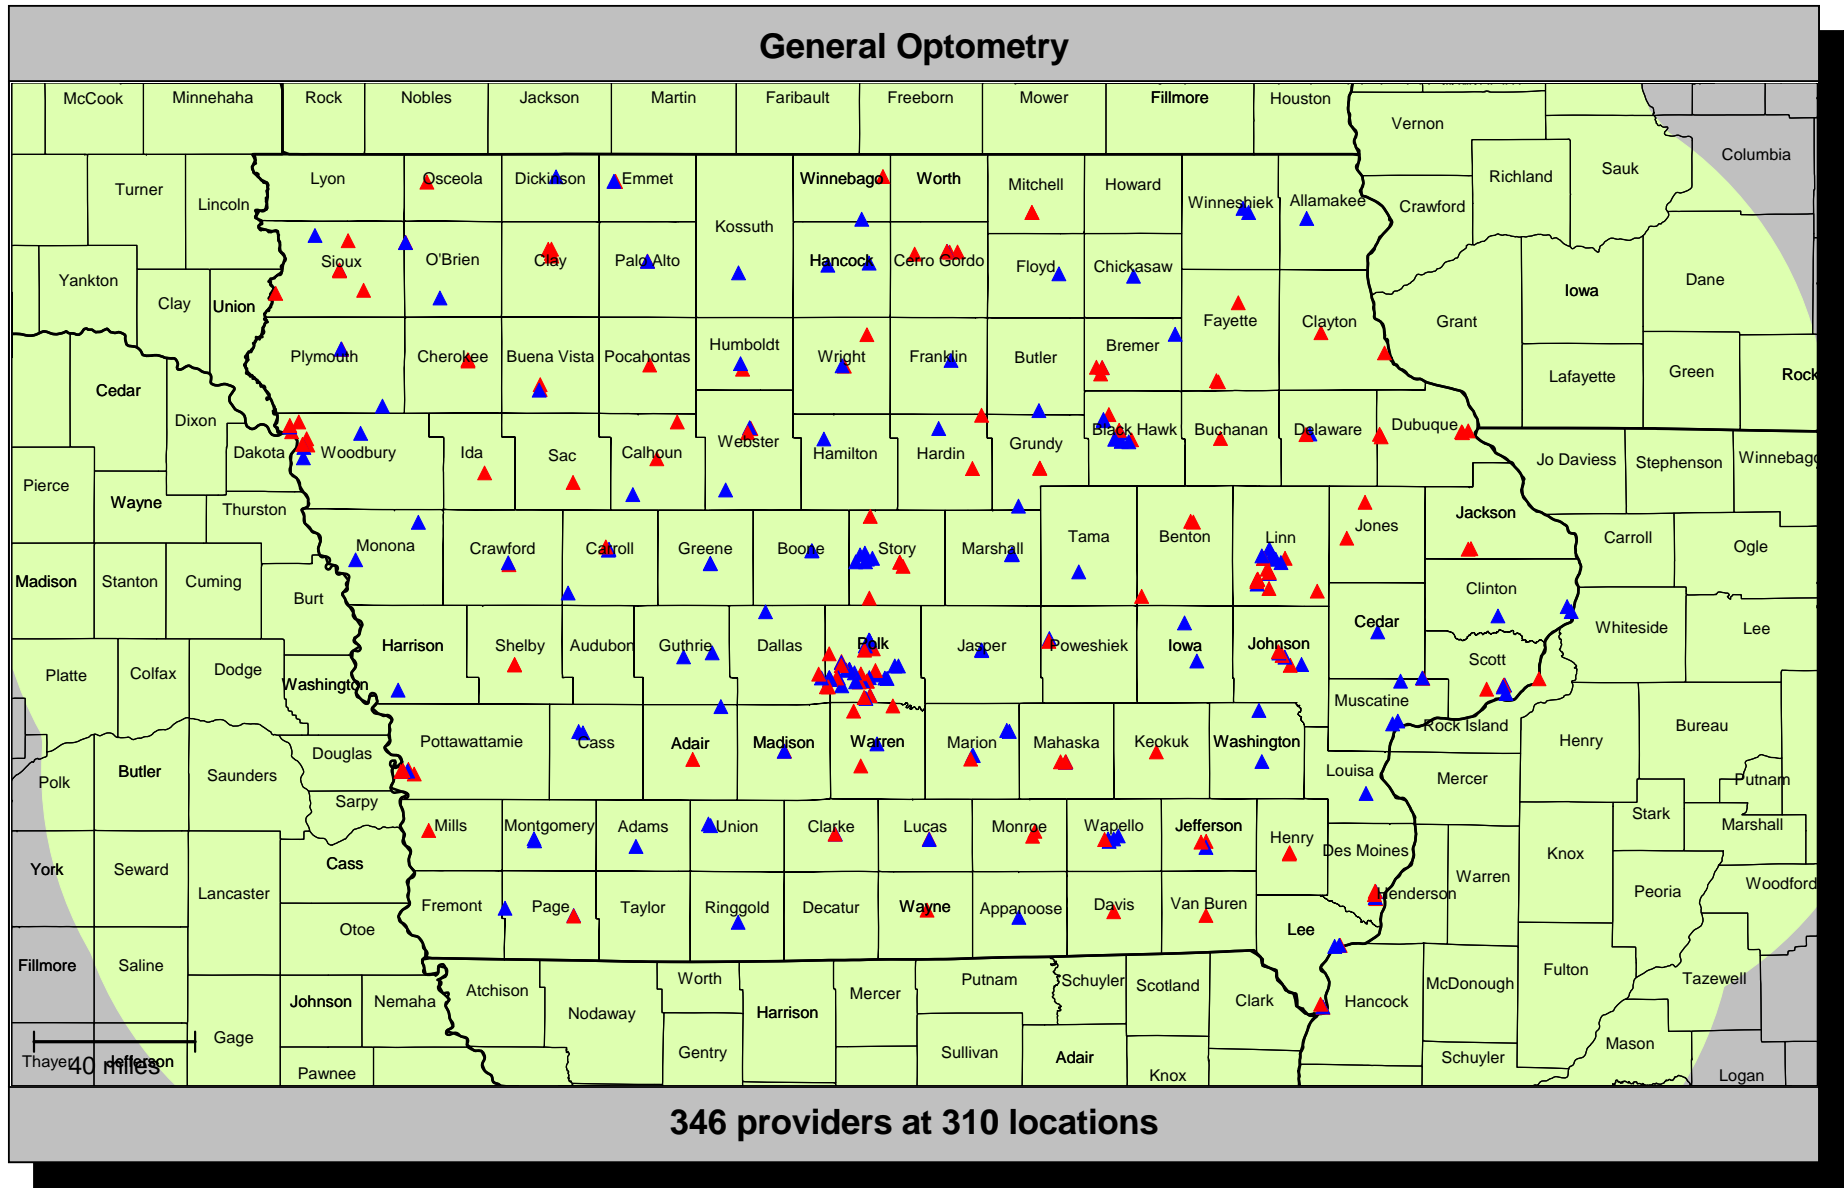 General Optometry
McCook Minnehaha Rock Nobles Jackson Martin Faribault Freeborn Mower Fillmore Houston
Vernon
Columbia
Sauk
Richland
Turner Lyon Osceola Dickinson Emmet Winnebago Worth Mitchell Howard
Lincoln Winneshiek Allamakee Crawford
Kossuth
Yankton Sioux O'Brien Clay Palo Alto Hancock Cerro Gordo Floyd Chickasaw Dane
Clay Union Iowa
Fayette Clayton Grant
Plymouth Cherokee Buena Vista Pocahontas Humboldt Wright Franklin Butler Bremer
Cedar Lafayette Green Rock
Dixon
Dakota Woodbury Ida Sac Calhoun Webster Hamilton Hardin Grundy Black Hawk Buchanan Delaware Dubuque
Jo Daviess Stephenson Winnebago
Pierce
Wayne Thurston Jackson
Monona Crawford Carroll Greene Boone Story Marshall Tama Benton Linn Jones Carroll Ogle
Madison Stanton Cuming
Burt Clinton
Cedar Whiteside Lee
Harrison Shelby Audubon Guthrie Dallas Polk Jasper Poweshiek Iowa Johnson
Platte Colfax Dodge Scott
Washington Muscatine
Rock Island Bureau
Douglas Pottawattamie Cass Adair Madison Warren Marion Mahaska Keokuk Washington Henry
Polk Butler Saunders Louisa Mercer Putnam
Sarpy
Mills Montgomery Adams Union Clarke Lucas Monroe Wapello Jefferson Henry Stark Marshall
Des Moines Knox
York Seward Cass Warren Peoria Woodford
Lancaster Henderson
Fremont Page Taylor Ringgold Decatur Wayne Appanoose Davis Van Buren
Otoe Lee
Fillmore Saline Fulton Tazewell
Johnson Nemaha Atchison Worth Mercer Putnam Schuyler Scotland Clark Hancock McDonough
Nodaway Harrison
Gage Gentry Sullivan Adair Schuyler Mason
Thayer Jefferson
40 miles
Pawnee Knox Logan
346 providers at 310 locations